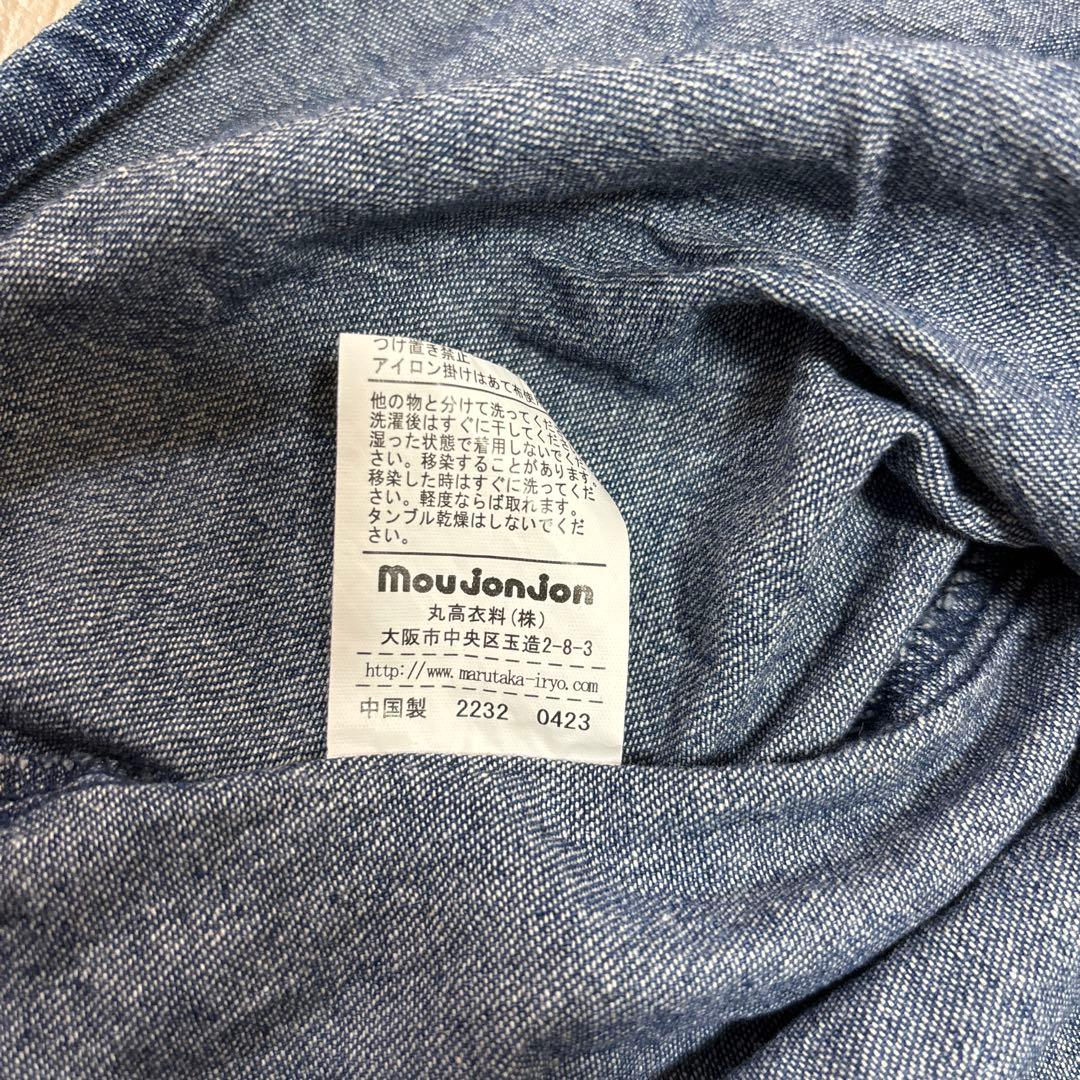 つけ置き禁止
アイロン掛けはあて布使
他の物と分けて洗ってくだ
洗濯後はすぐに干してくださ
湿った状態で着用しないでくだ
さい。移染することがあります。
移染した時はすぐに洗ってくだ
さい。軽度ならば取れます。
タンブル乾燥はしないでくだ
さい。
moujonjon
丸高衣料(株)
大阪市中央区玉造2-8-3
http://www.marutaka-iryo.com
中国製 2232 0423